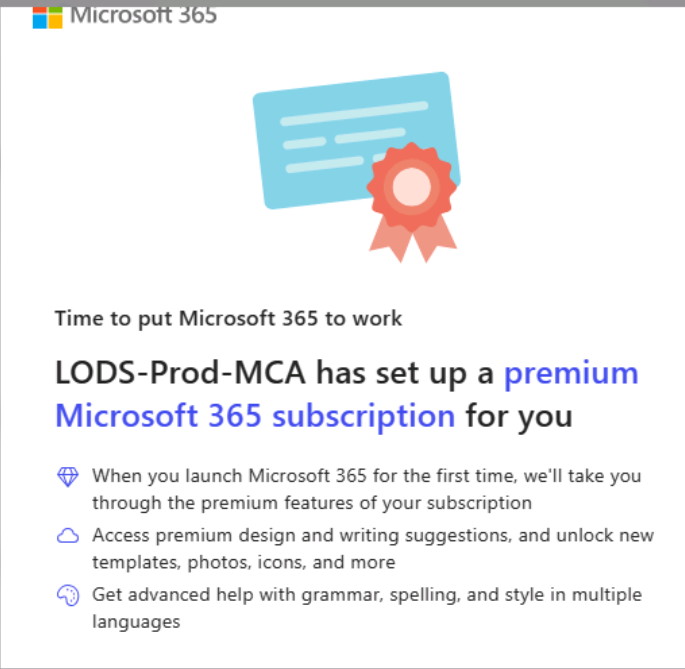 Microsoft 365
Time to put Microsoft 365 to work
LODS-Prod-MCA has set up a premium
Microsoft 365 subscription for you
When you launch Microsoft 365 for the first time, we'll take you
through the premium features of your subscription
Access premium design and writing suggestions, and unlock new
templates, photos, icons, and more
Get advanced help with grammar, spelling, and style in multiple
languages